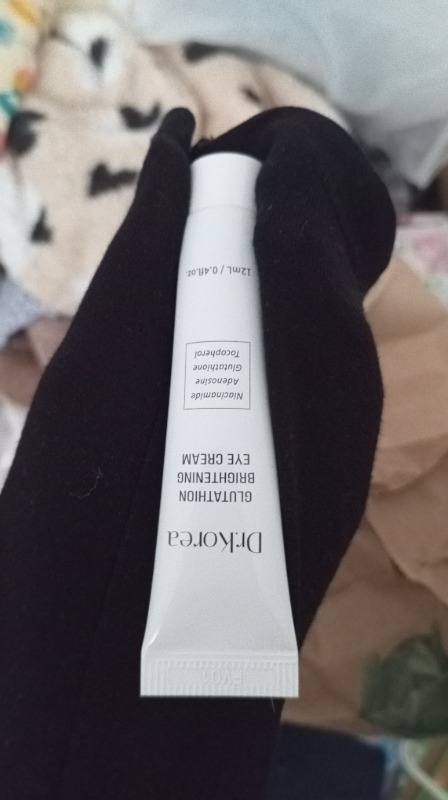 Dr.Korea
GLUTATHION
BRIGHTENING
EYE CREAM
Niacinamide
Adenosine
Glutathione
Tocopherol
12mL / 0.4fl.oz.